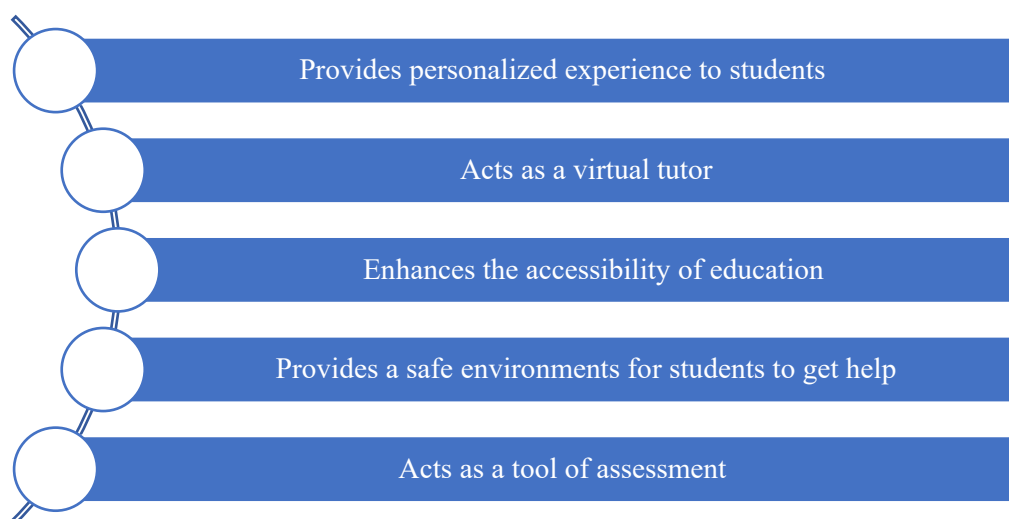 Provides personalized experience to students
Acts as a virtual tutor
Enhances the accessibility of education
Provides a safe environments for students to get help
Acts as a tool of assessment